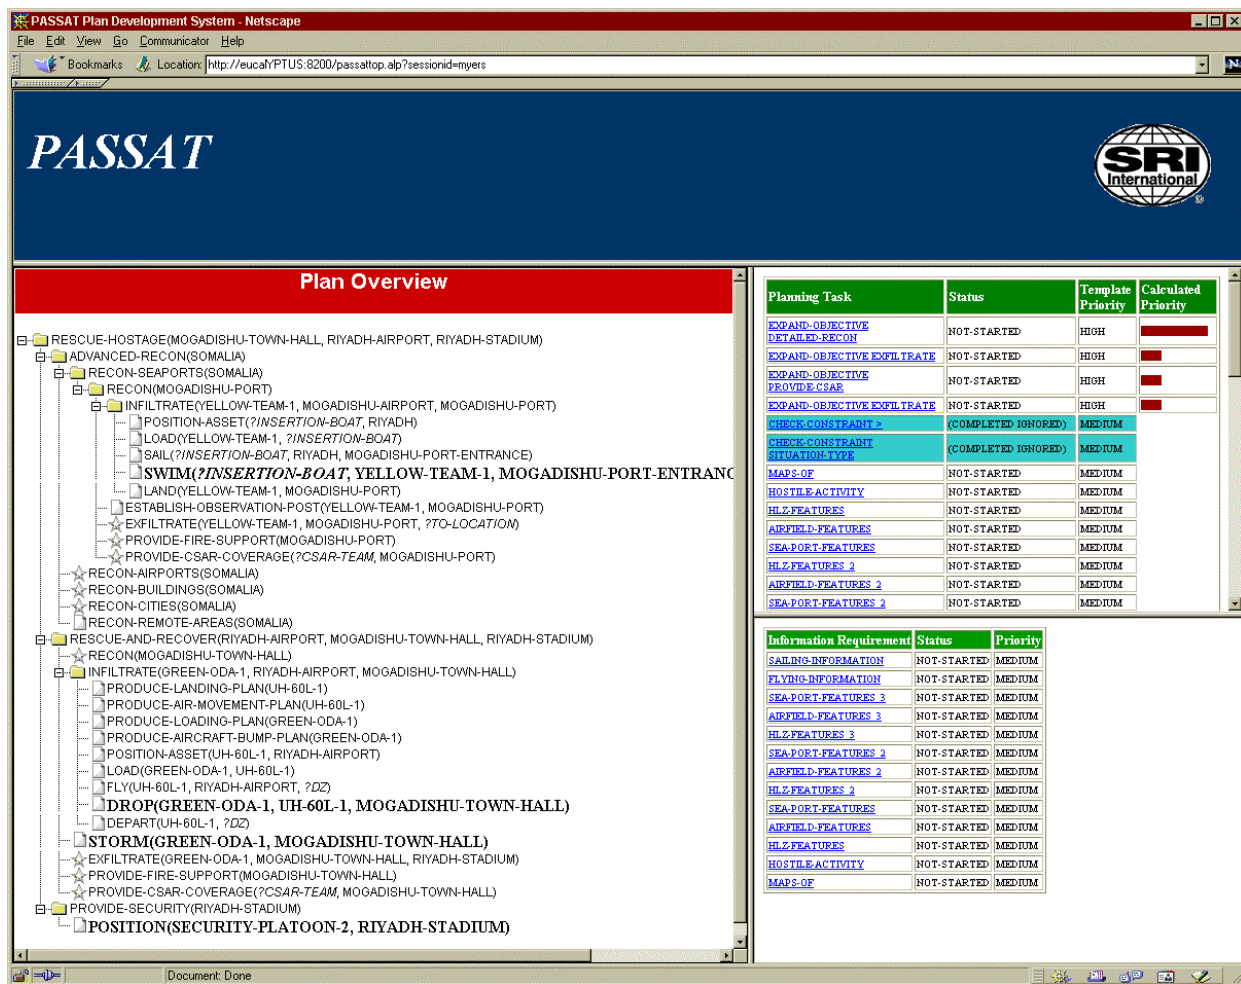 PASSAT Plan Development System - Netscape
File Edit View Go Communicator Help
Bookmarks Location: http://eucalYPTUS:8200/passattop.alp?sessionid=myers
PASSAT
SRI
International
Plan Overview
RESCUE-HOSTAGE(MOGADISHU-TOWN-HALL, RIYADH-AIRPORT, RIYADH-STADIUM)
ADVANCED-RECON(SOMALIA)
RECON-SEAPORTS(SOMALIA)
RECON(MOGADISHU-PORT)
INFILTRATE(YELLOW-TEAM-1, MOGADISHU-AIRPORT, MOGADISHU-PORT)
POSITION-ASSET(?INSERTION-BOAT, RIYADH)
LOAD(YELLOW-TEAM-1, ?INSERTION-BOAT)
SAIL(?INSERTION-BOAT, RIYADH, MOGADISHU-PORT-ENTRANCE)
SWIM(?INSERTION-BOAT, YELLOW-TEAM-1, MOGADISHU-PORT-ENTRANC
LAND(YELLOW-TEAM-1, MOGADISHU-PORT)
ESTABLISH-OBSERVATION-POST(YELLOW-TEAM-1, MOGADISHU-PORT)
EXFILTRATE(YELLOW-TEAM-1, MOGADISHU-PORT, ?TO-LOCATION)
PROVIDE-FIRE-SUPPORT(MOGADISHU-PORT)
PROVIDE-CSAR-COVERAGE(?CSAR-TEAM, MOGADISHU-PORT)
RECON-AIRPORTS(SOMALIA)
RECON-BUILDINGS(SOMALIA)
RECON-CITIES(SOMALIA)
RECON-REMOTE-AREAS(SOMALIA)
RESCUE-AND-RECOVER(RIYADH-AIRPORT, MOGADISHU-TOWN-HALL, RIYADH-STADIUM)
RECON(MOGADISHU-TOWN-HALL)
INFILTRATE(GREEN-ODA-1, RIYADH-AIRPORT, MOGADISHU-TOWN-HALL)
PRODUCE-LANDING-PLAN(UH-60L-1)
PRODUCE-AIR-MOVEMENT-PLAN(UH-60L-1)
PRODUCE-LOADING-PLAN(GREEN-ODA-1)
PRODUCE-AIRCRAFT-BUMP-PLAN(GREEN-ODA-1)
POSITION-ASSET(UH-60L-1, RIYADH-AIRPORT)
LOAD(GREEN-ODA-1, UH-60L-1)
FLY(UH-60L-1, RIYADH-AIRPORT, ?DZ)
DROP(GREEN-ODA-1, UH-60L-1, MOGADISHU-TOWN-HALL)
DEPART(UH-60L-1, ?DZ)
STORM(GREEN-ODA-1, MOGADISHU-TOWN-HALL)
EXFILTRATE(GREEN-ODA-1, MOGADISHU-TOWN-HALL, RIYADH-STADIUM)
PROVIDE-FIRE-SUPPORT(MOGADISHU-TOWN-HALL)
PROVIDE-CSAR-COVERAGE(?CSAR-TEAM, MOGADISHU-TOWN-HALL)
PROVIDE-SECURITY(RIYADH-STADIUM)
POSITION(SECURITY-PLATOON-2, RIYADH-STADIUM)
Planning Task Status Template Priority Calculated Priority
EXPAND-OBJECTIVE DETAILED-RECON NOT-STARTED HIGH
EXPAND-OBJECTIVE EXFILTRATE NOT-STARTED HIGH
EXPAND-OBJECTIVE PROVIDE-CSAR NOT-STARTED HIGH
EXPAND-OBJECTIVE EXFILTRATE NOT-STARTED HIGH
CHECK-CONSTRAINT > (COMPLETED IGNORED) MEDIUM
CHECK-CONSTRAINT SITUATION-TYPE (COMPLETED IGNORED) MEDIUM
MAPS-OF NOT-STARTED MEDIUM
HOSTILE-ACTIVITY NOT-STARTED MEDIUM
HLZ-FEATURES NOT-STARTED MEDIUM
AIRFIELD-FEATURES NOT-STARTED MEDIUM
SEA-PORT-FEATURES NOT-STARTED MEDIUM
HLZ-FEATURES 2 NOT-STARTED MEDIUM
AIRFIELD-FEATURES 2 NOT-STARTED MEDIUM
SEA-PORT-FEATURES 2 NOT-STARTED MEDIUM
Information Requirement Status Priority
SAILING-INFORMATION NOT-STARTED MEDIUM
FLYING-INFORMATION NOT-STARTED MEDIUM
SEA-PORT-FEATURES 3 NOT-STARTED MEDIUM
AIRFIELD-FEATURES 3 NOT-STARTED MEDIUM
HLZ-FEATURES 3 NOT-STARTED MEDIUM
SEA-PORT-FEATURES 2 NOT-STARTED MEDIUM
AIRFIELD-FEATURES 2 NOT-STARTED MEDIUM
HLZ-FEATURES 2 NOT-STARTED MEDIUM
SEA-PORT-FEATURES NOT-STARTED MEDIUM
AIRFIELD-FEATURES NOT-STARTED MEDIUM
HLZ-FEATURES NOT-STARTED MEDIUM
HOSTILE-ACTIVITY NOT-STARTED MEDIUM
MAPS-OF NOT-STARTED MEDIUM
Document: Done